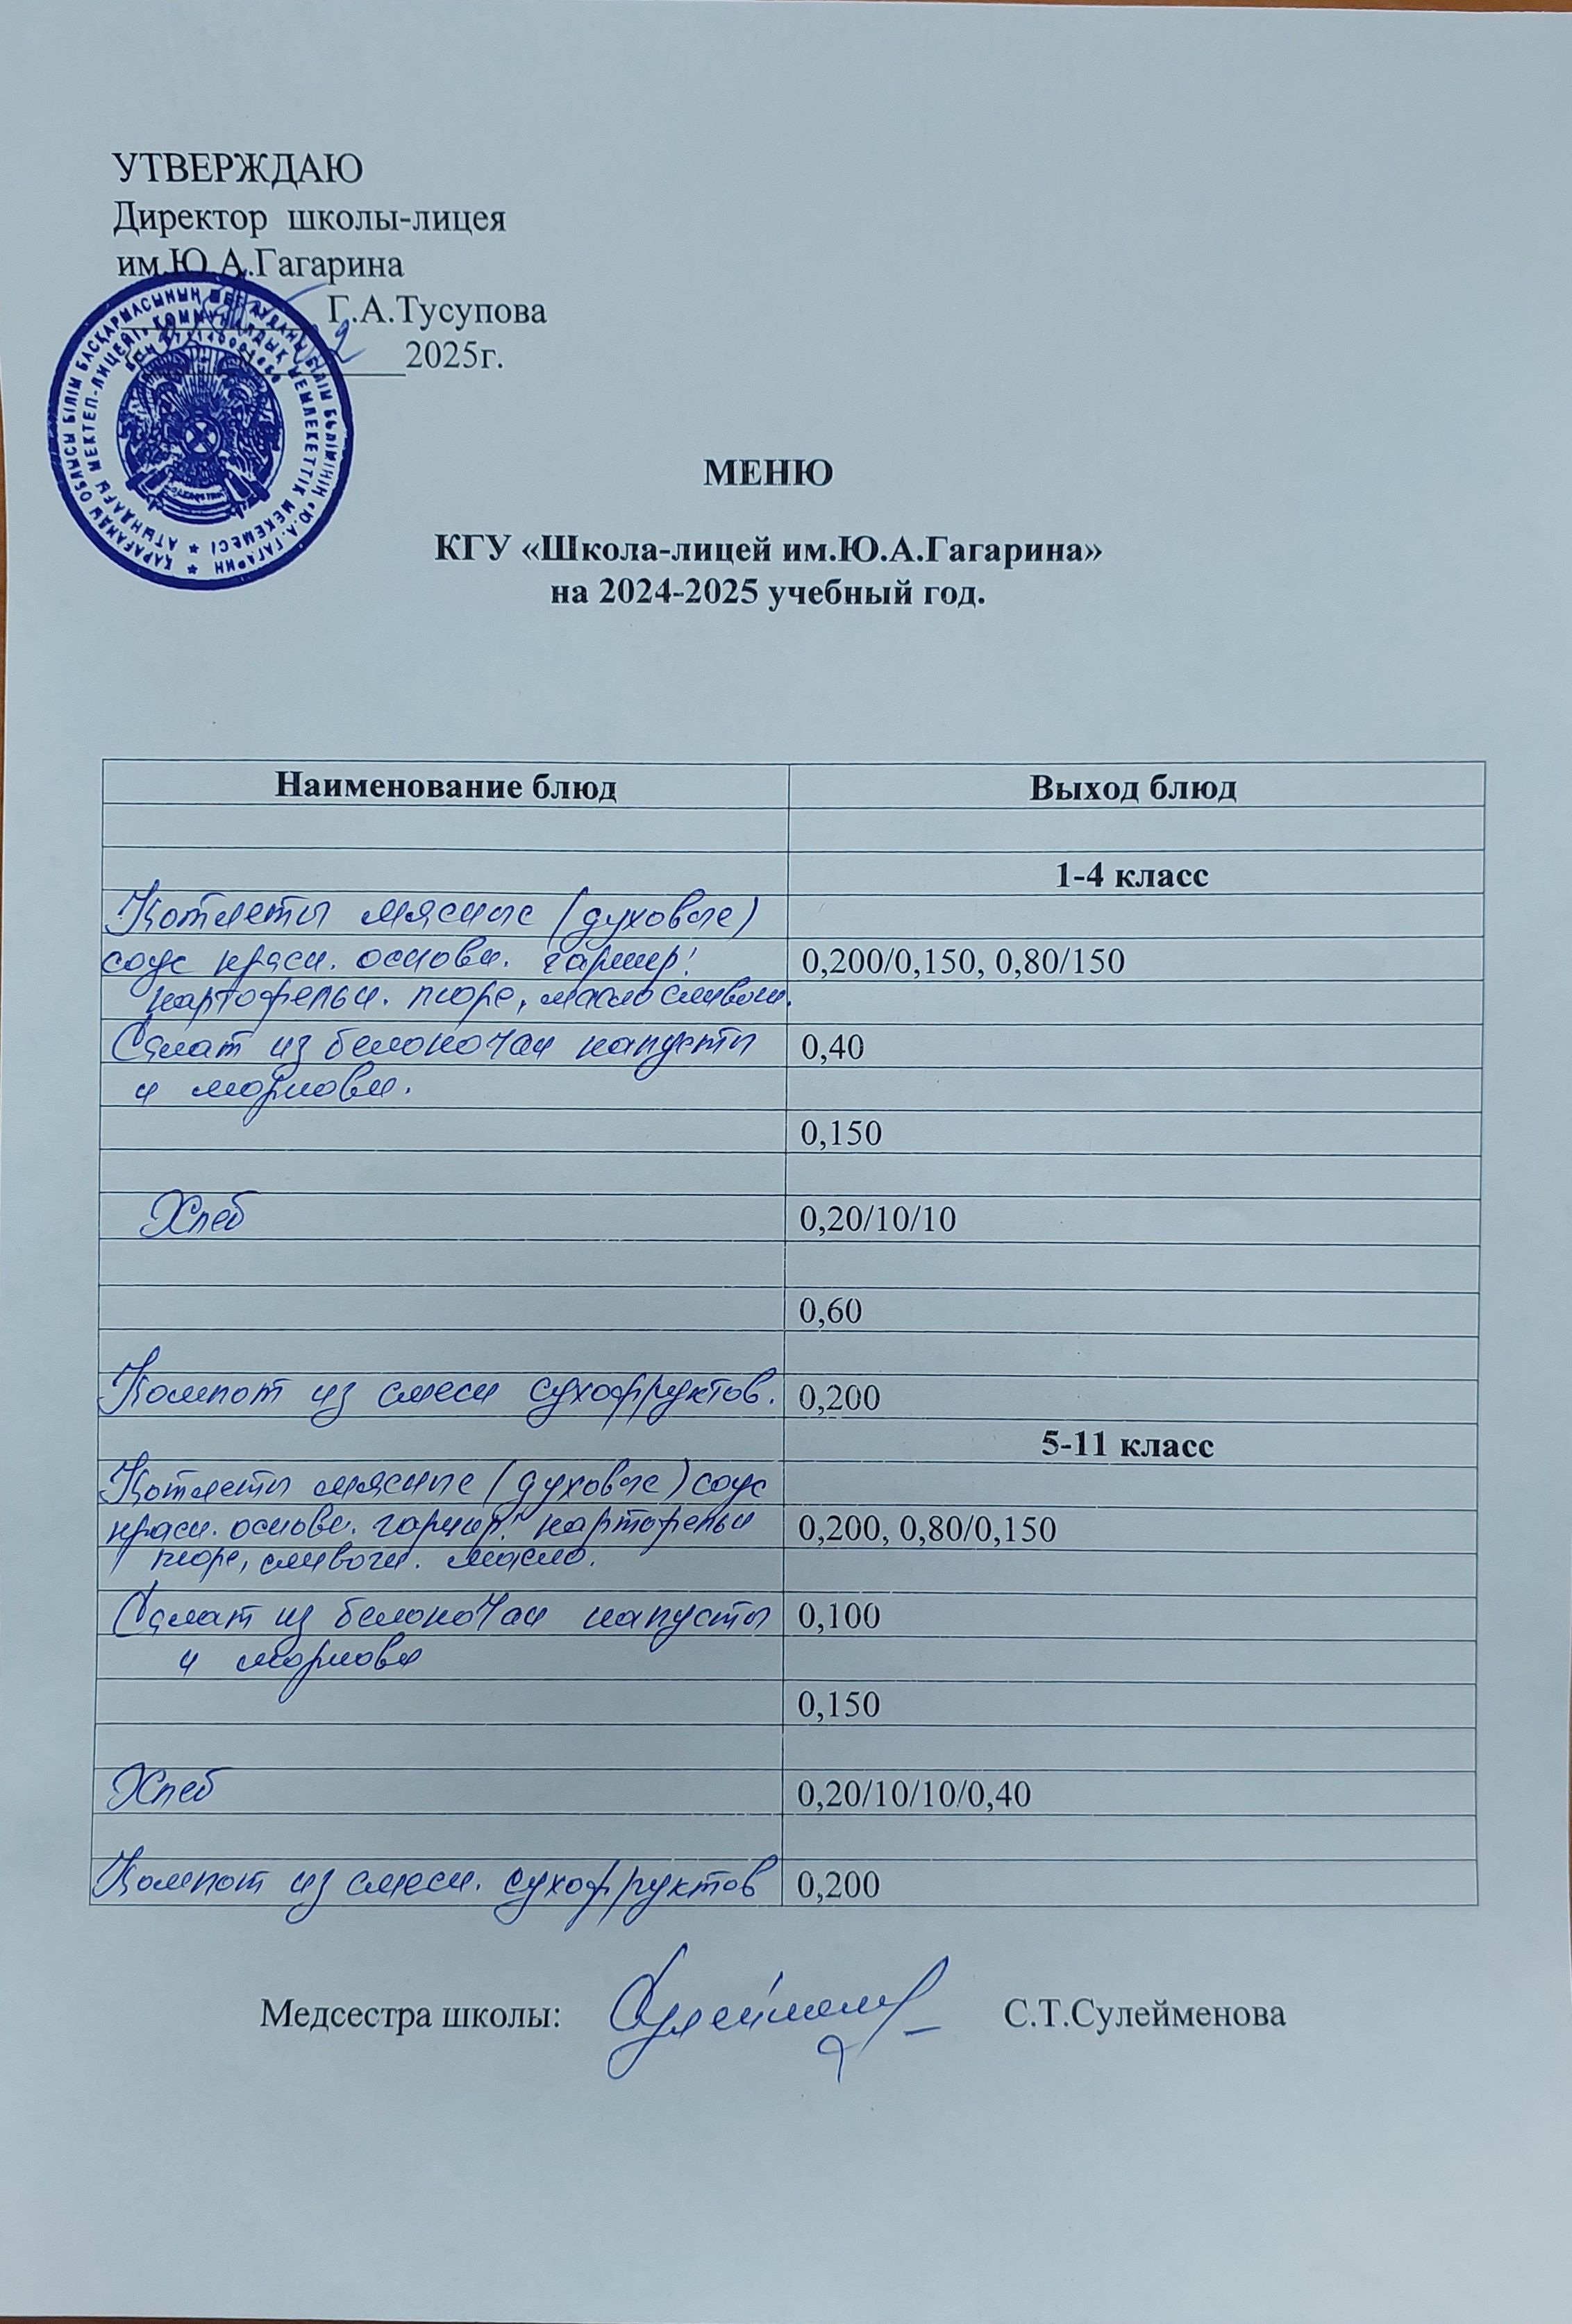 УТВЕРЖДАЮ
Директор школы-лицея
им.Ю.А.Гагарина
Г.А.Тусупова
2025г.
МЕНЮ
КГУ «Школа-лицей им.Ю.А.Гагарина»
на 2024-2025 учебный год.
Наименование блюд Выход блюд
1-4 класс
Котлеты мясные (духовые)
соус красн. основн. гарнир: 0,200/0,150, 0,80/150
картофельн. пюре, масло сливочн.
Салат из белокочан капусты 0,40
и моркови.
0,150
Хлеб 0,20/10/10
0,60
Компот из смеси сухофруктов. 0,200
5-11 класс
Котлеты мясные (духовые) соус
красн. основн. гарнир: картофельн 0,200, 0,80/0,150
пюре, сливочн. масло.
Салат из белокочан капусты 0,100
и моркови
0,150
Хлеб 0,20/10/10/0,40
Компот из смеси. сухофруктов 0,200
Медсестра школы: С.Т.Сулейменова